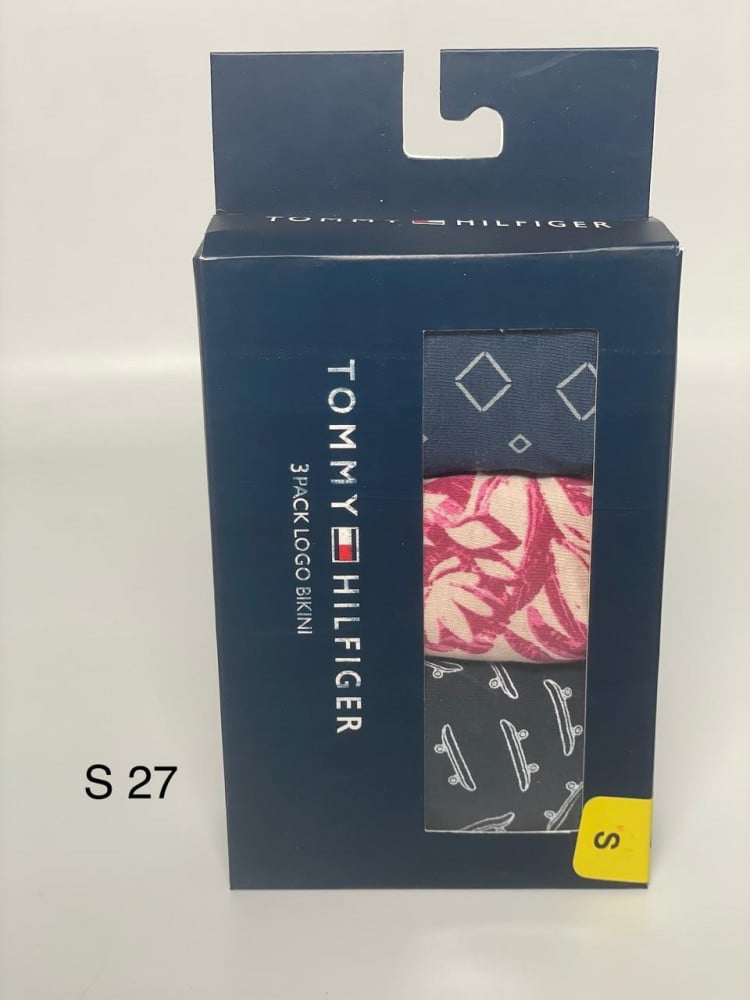 TOMMY HILFIGER
TOMMY HILFIGER
3 PACK LOGO BIKINI
S 27
S